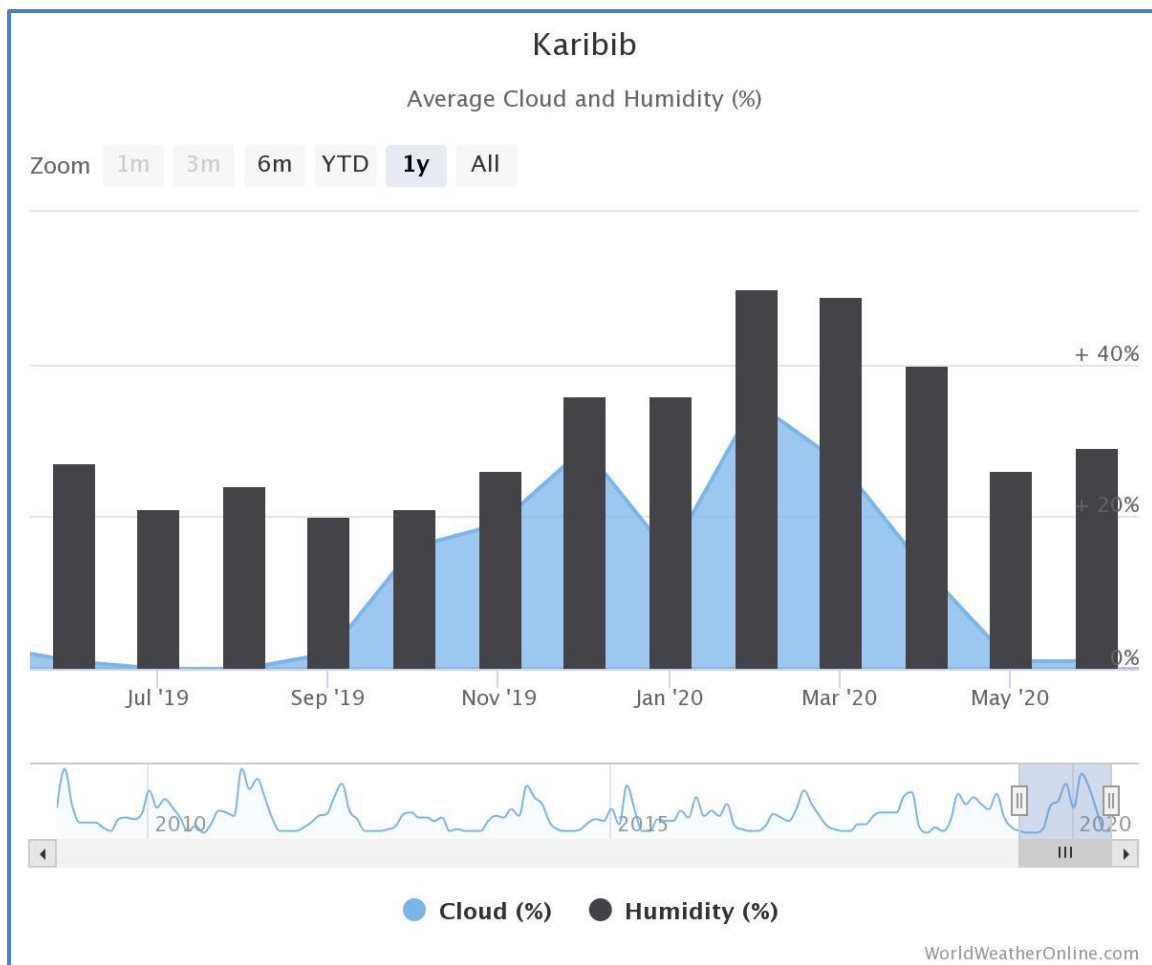 Karibib
Average Cloud and Humidity (%)
Zoom 1m 3m 6m YTD 1y All
+ 40%
+ 20%
0%
Jul '19 Sep '19 Nov '19 Jan '20 Mar '20 May '20
2010 2015 2020
Cloud (%) Humidity (%)
WorldWeatherOnline.com